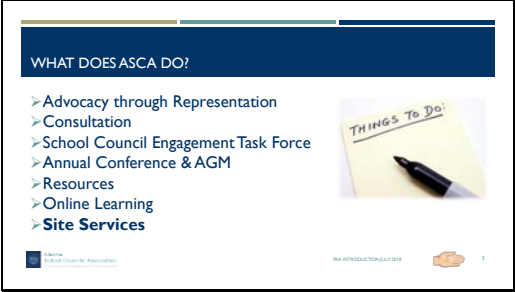 WHAT DOES ASCA DO?
Advocacy through Representation
Consultation
School Council Engagement Task Force
Annual Conference & AGM
Resources
Online Learning
Site Services
THINGS TO DO:
Alberta
School Councils' Association
FRA INTRODUCTION JULY 2018